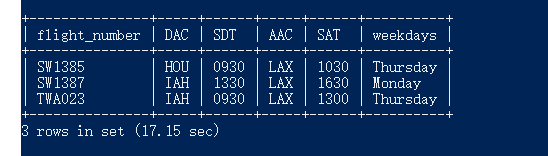 +---------------+-----+------+-----+------+----------+
| flight_number | DAC | SDT  | AAC | SAT  | weekdays |
+---------------+-----+------+-----+------+----------+
| SW1385        | HOU | 0930 | LAX | 1030 | Thursday |
| SW1387        | IAH | 1330 | LAX | 1630 | Monday   |
| TWA023        | IAH | 0930 | LAX | 1300 | Thursday |
+---------------+-----+------+-----+------+----------+
3 rows in set (17.15 sec)